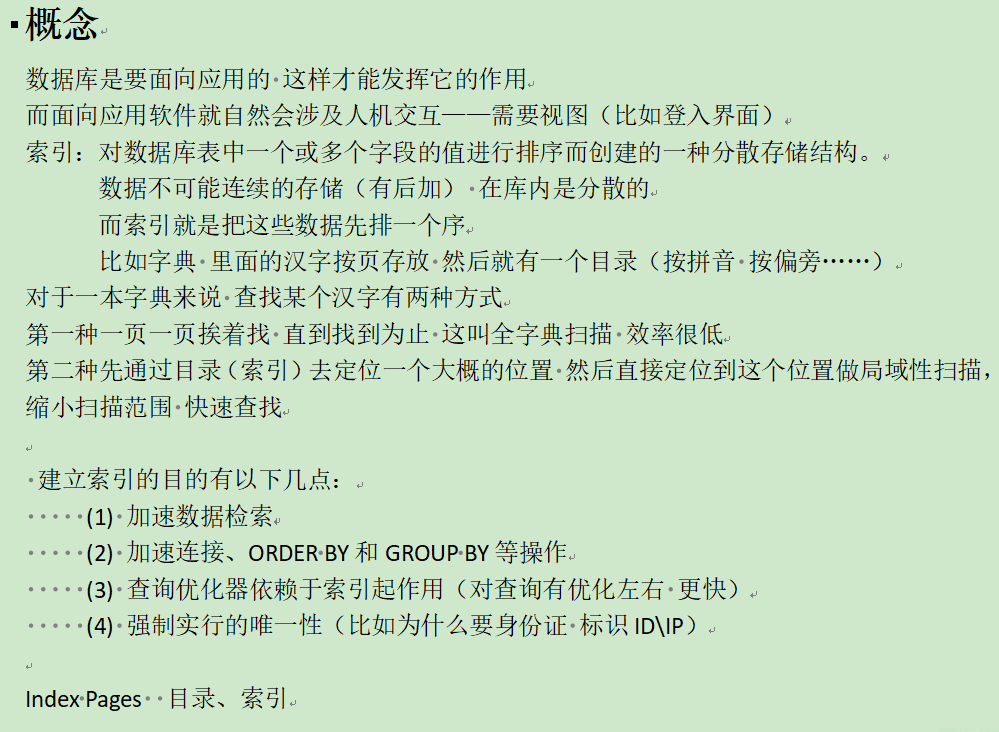 概念
数据库是要面向应用的 这样才能发挥它的作用
而面向应用软件就自然会涉及人机交互——需要视图（比如登入界面）
索引：对数据库表中一个或多个字段的值进行排序而创建的一种分散存储结构。
数据不可能连续的存储（有后加） 在库内是分散的
而索引就是把这些数据先排一个序
比如字典 里面的汉字按页存放 然后就有一个目录（按拼音 按偏旁……）
对于一本字典来说 查找某个汉字有两种方式
第一种一页一页挨着找 直到找到为止 这叫全字典扫描 效率很低
第二种先通过目录（索引）去定位一个大概的位置 然后直接定位到这个位置做局域性扫描，
缩小扫描范围 快速查找
建立索引的目的有以下几点：
(1) 加速数据检索
(2) 加速连接、ORDER BY 和 GROUP BY 等操作
(3) 查询优化器依赖于索引起作用（对查询有优化左右 更快）
(4) 强制实行的唯一性（比如为什么要身份证 标识 ID\IP）
Index Pages  目录、索引